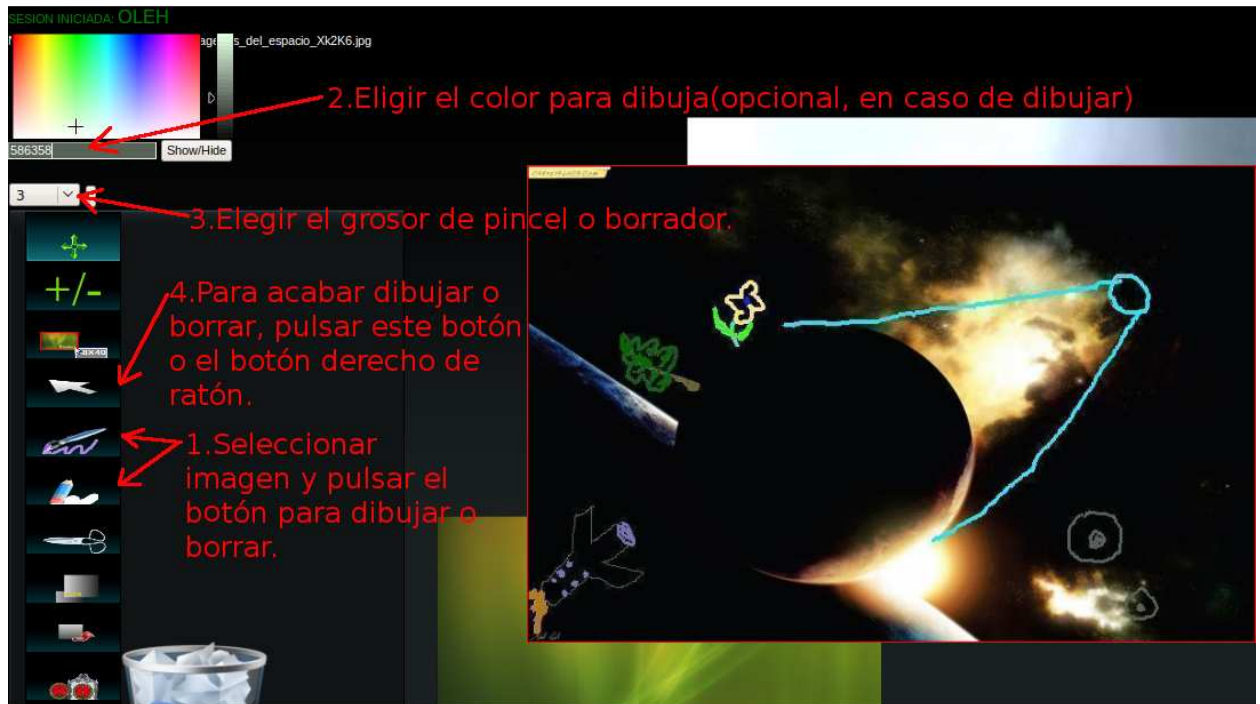 SESION INICIADA: OLEH
s_del_espacio_Xk2K6.jpg
2.Eligir el color para dibuja(opcional, en caso de dibujar)
586358
Show/Hide
3
3.Elegir el grosor de pincel o borrador.
+/-
4.Para acabar dibujar o
borrar, pulsar este botón
o el botón derecho de
ratón.
1.Seleccionar
imagen y pulsar el
botón para dibujar o
borrar.